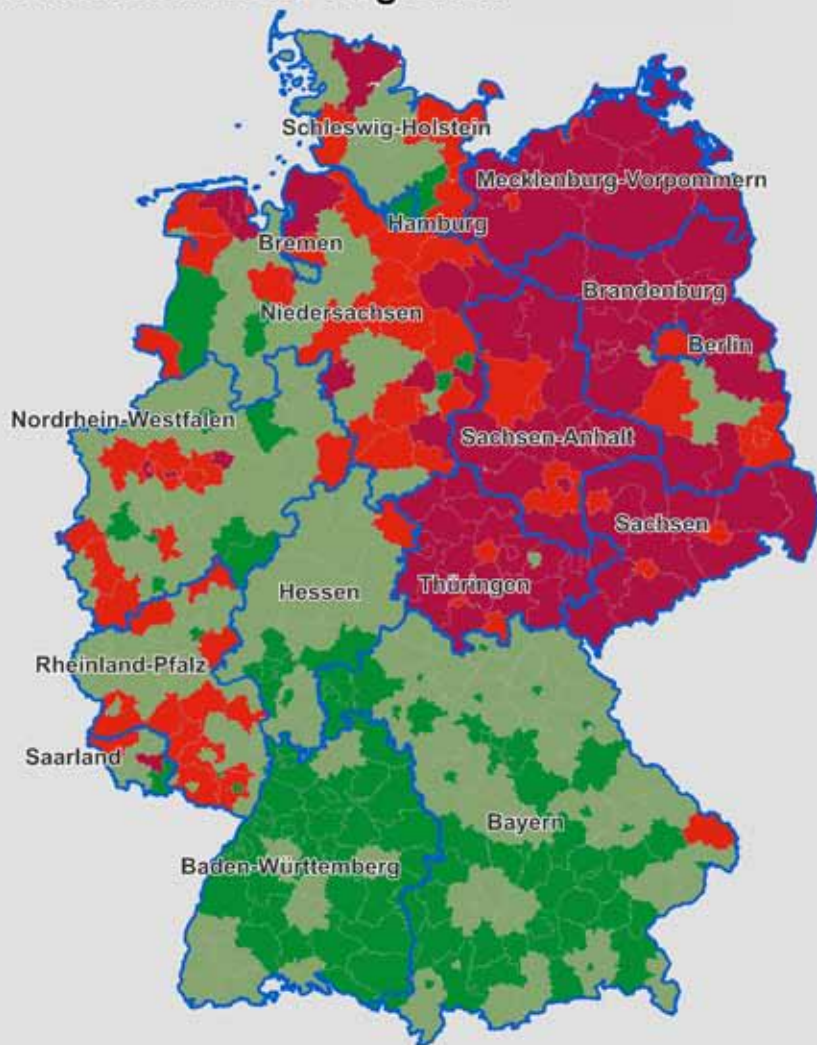 Schleswig-Holstein
Mecklenburg-Vorpommern
Hamburg
Bremen
Brandenburg
Niedersachsen
Berlin
Nordrhein-Westfalen
Sachsen-Anhalt
Sachsen
Thüringen
Hessen
Rheinland-Pfalz
Saarland
Bayern
Baden-Württemberg